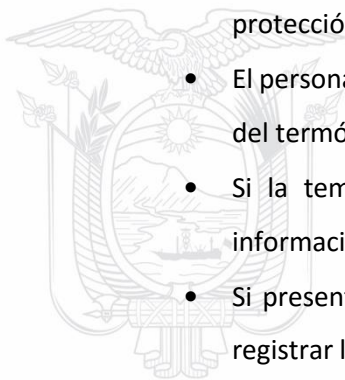 protecció
• El persona
del termó
• Si la tem
informaci
• Si present
registrar l